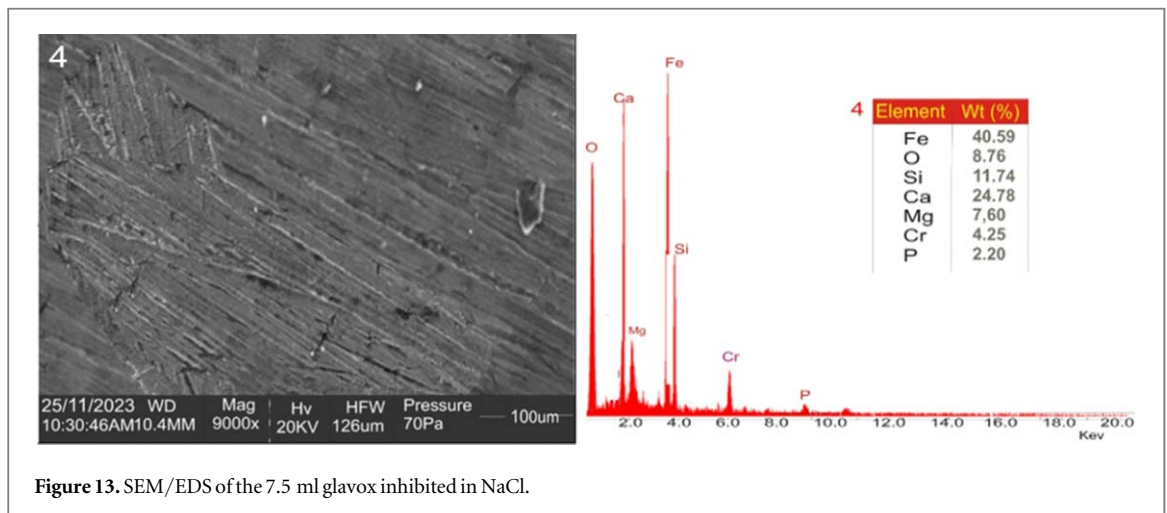 4
25/11/2023 WD Mag Hv HFW Pressure
10:30:46AM10.4MM 9000x 20KV 126um 70Pa 100um
Fe
Ca
O
Si
Mg
Cr
P
2.0 4.0 6.0 8.0 10.0 12.0 14.0 16.0 18.0 20.0
Kev
4 Element Wt (%)
Fe 40.59
O 8.76
Si 11.74
Ca 24.78
Mg 7,60
Cr 4.25
P 2.20
Figure 13. SEM/EDS of the 7.5 ml glavox inhibited in NaCl.